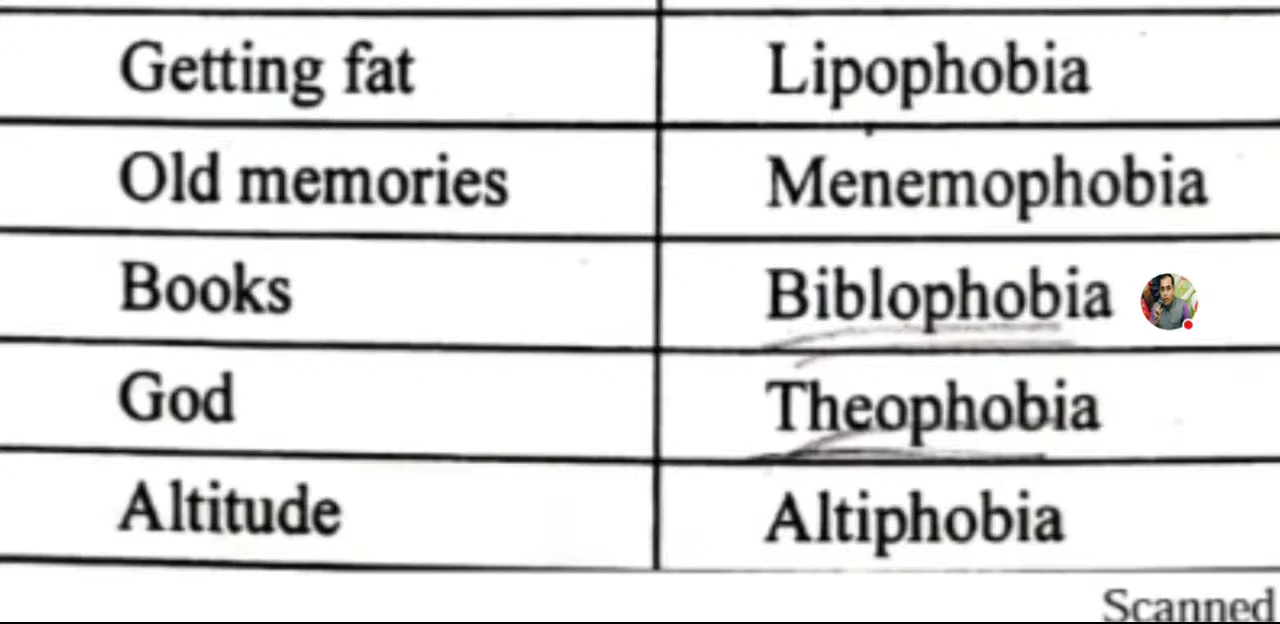 Getting fat Lipophobia
Old memories Menemophobia
Books Biblophobia
God Theophobia
Altitude Altiphobia
Scanned